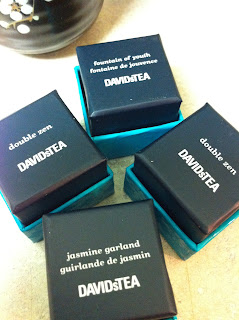 fountain of youth
fontaine de jouvence
DAVIDsTEA
double zen
DAVIDsTEA
double zen
DAVIDsTEA
jasmine garland
guirlande de jasmin
DAVIDsTEA